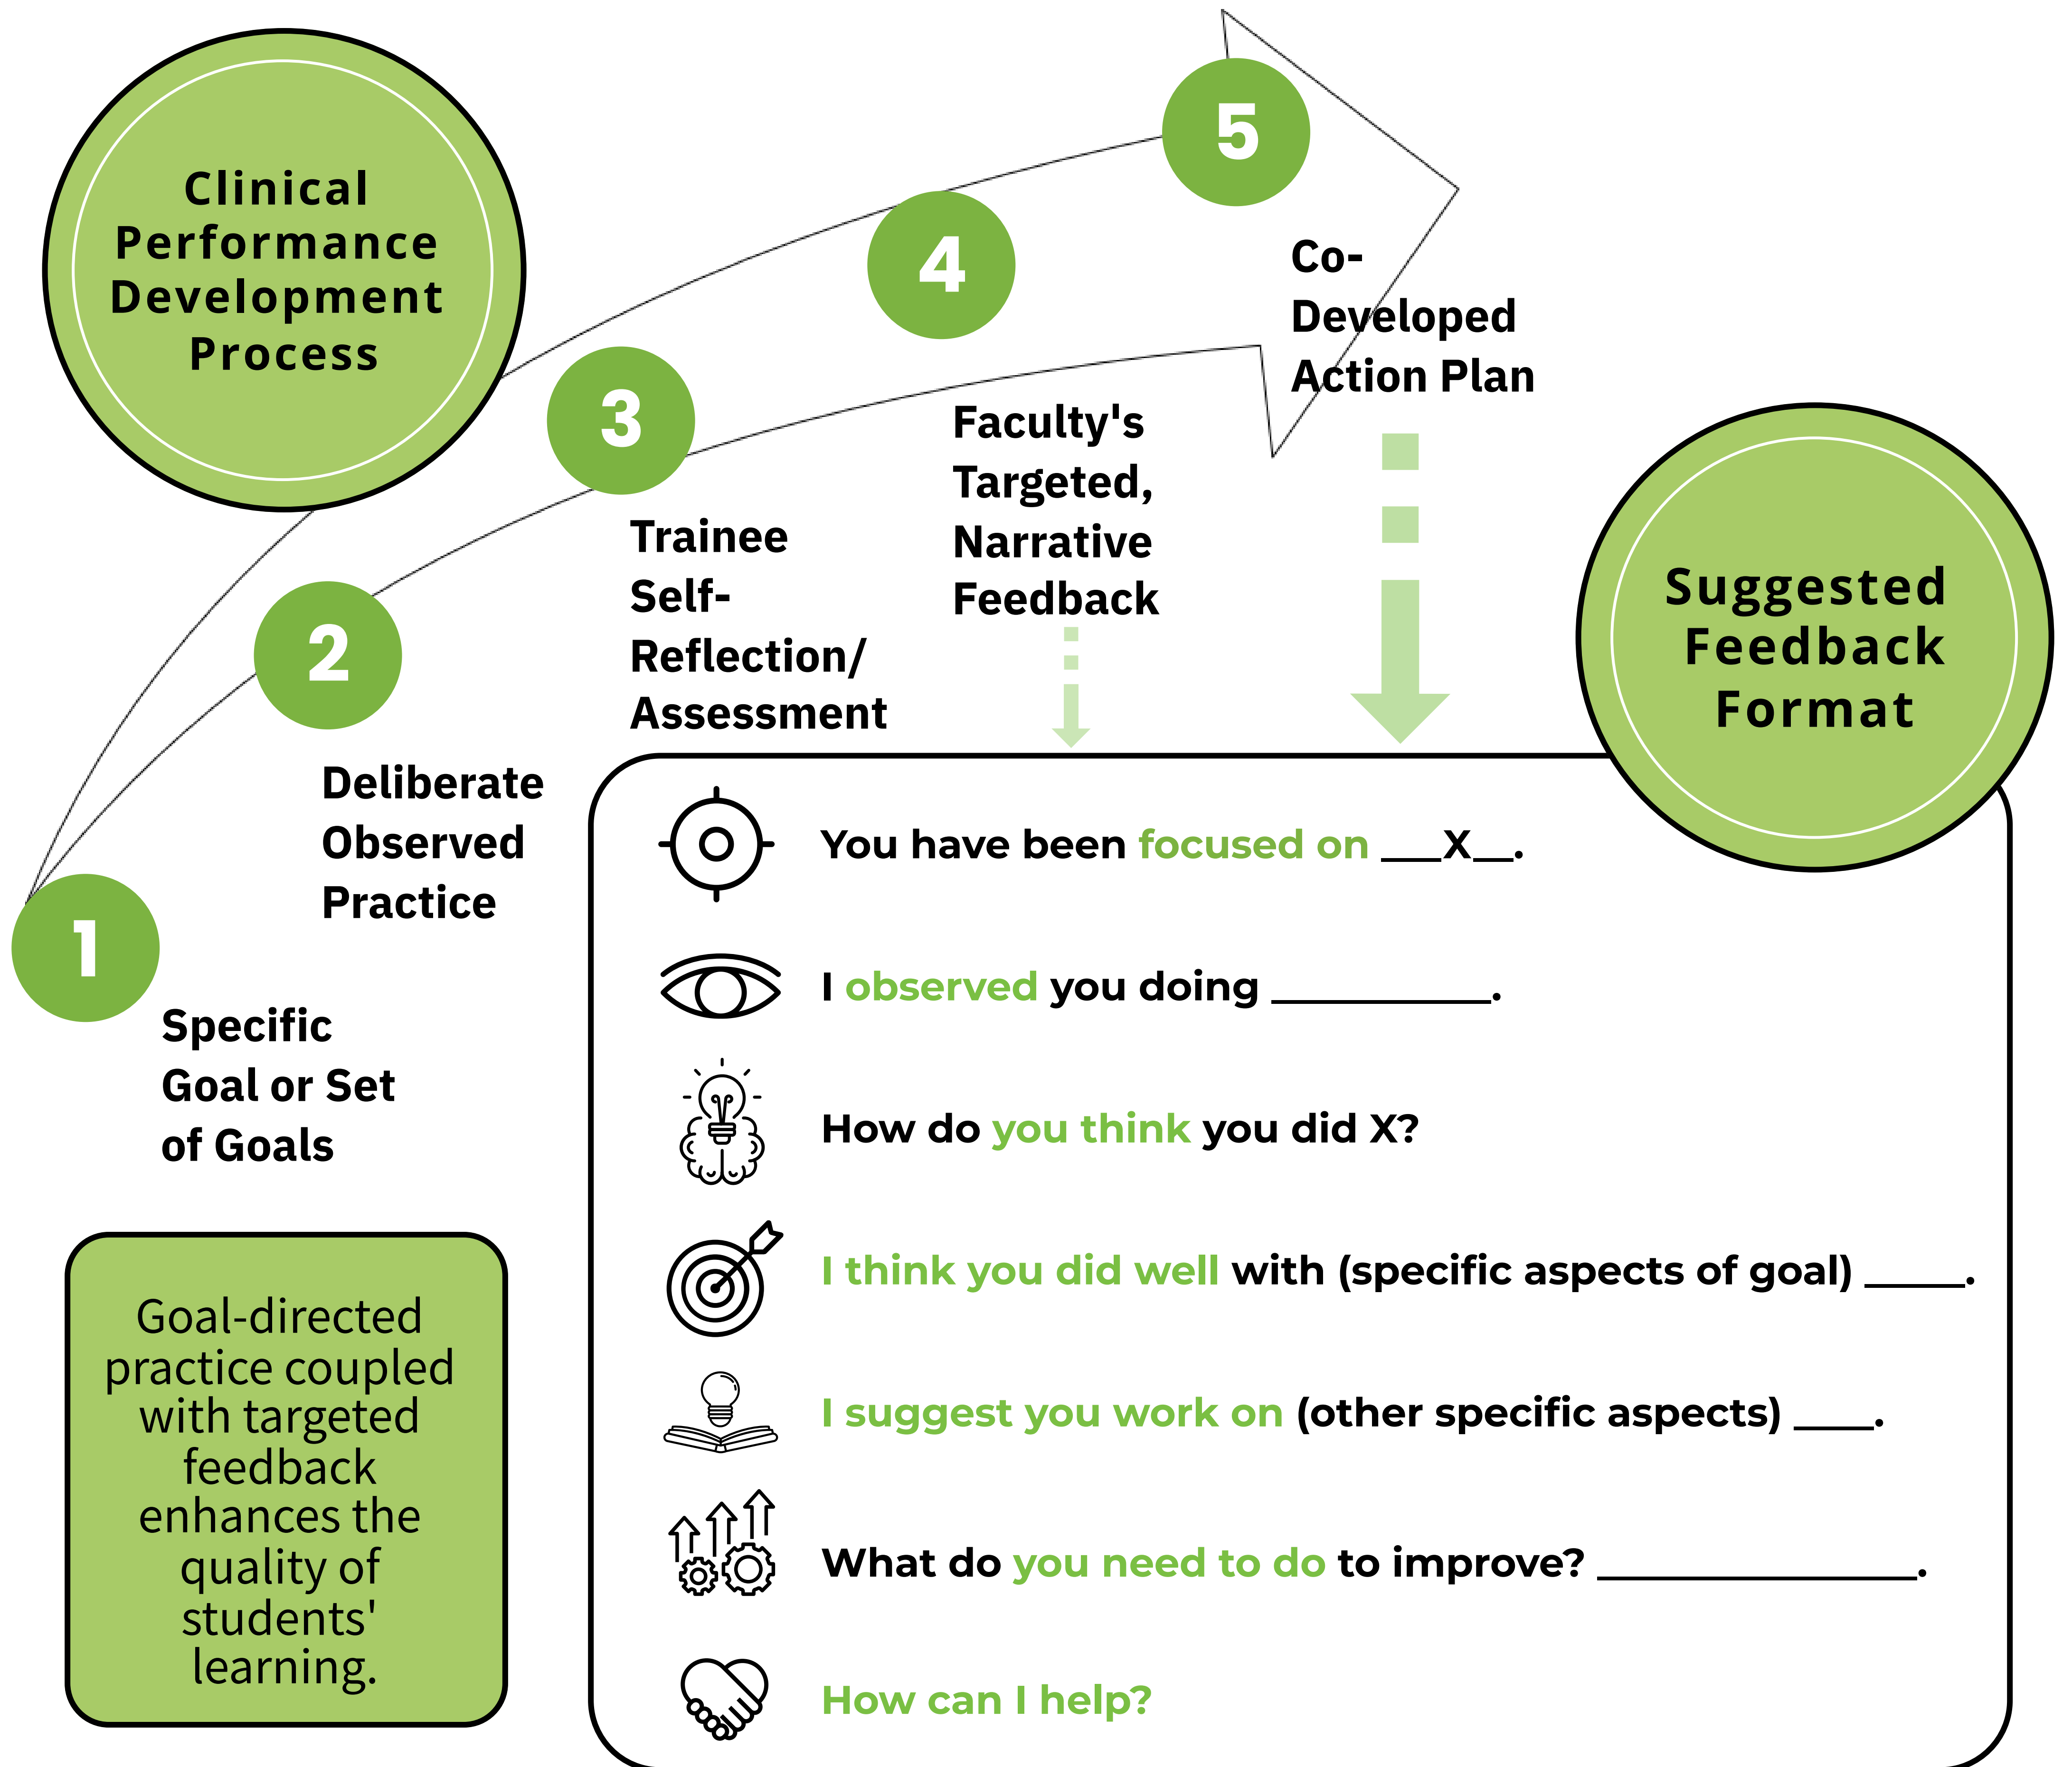 Clinical
Performance
Development
Process
1
Specific
Goal or Set
of Goals
2
Deliberate
Observed
Practice
3
Trainee
Self-
Reflection/
Assessment
4
Faculty's
Targeted,
Narrative
Feedback
5
Co-
Developed
Action Plan
Suggested
Feedback
Format
You have been focused on ___X__.
I observed you doing ___________.
How do you think you did X?
I think you did well with (specific aspects of goal) _____.
I suggest you work on (other specific aspects) ____.
What do you need to do to improve? ________________.
How can I help?
Goal-directed
practice coupled
with targeted
feedback
enhances the
quality of
students'
learning.